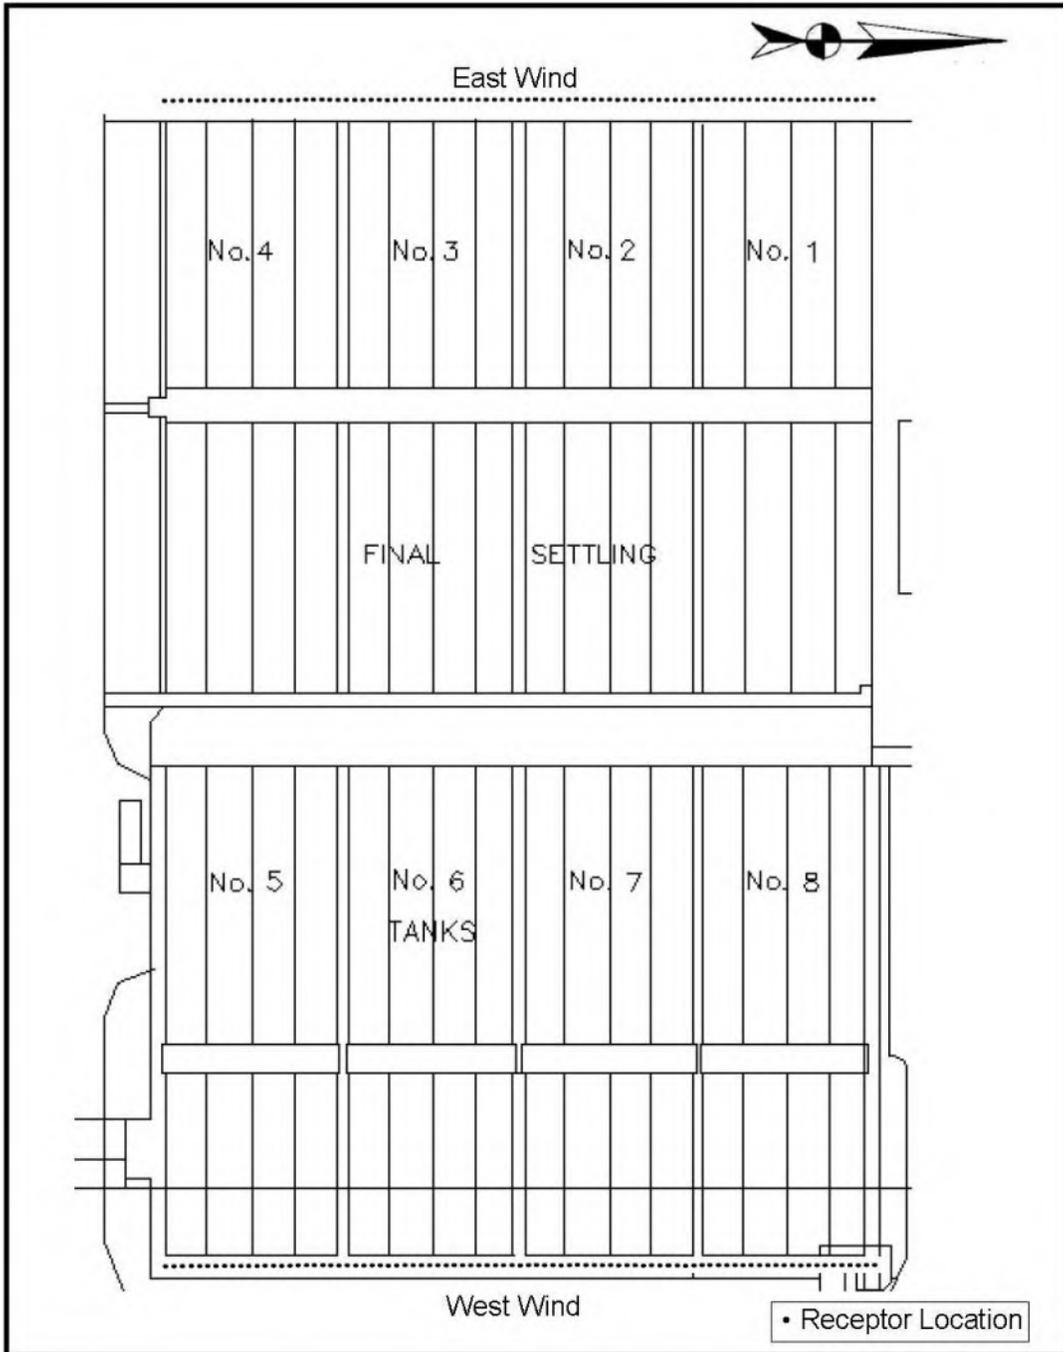 East Wind
No. 4 No. 3 No. 2 No. 1
FINAL SETTLING
No. 5 No. 6 No. 7 No. 8
TANKS
West Wind
• Receptor Location